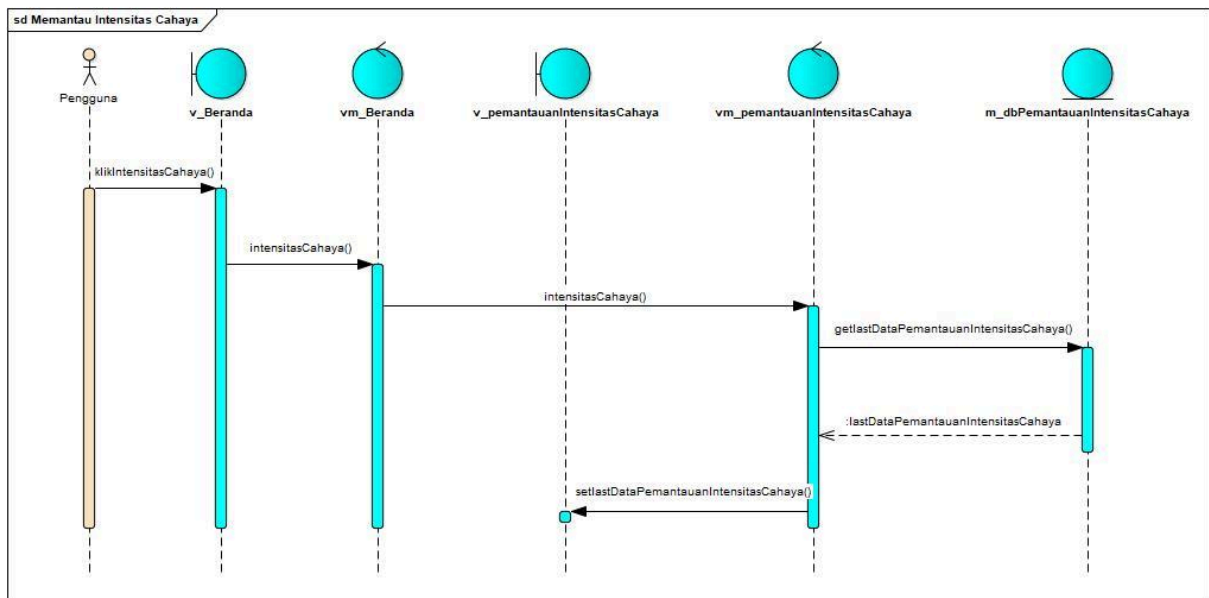 sd Memantau Intensitas Cahaya
Pengguna
v_Beranda
vm_Beranda
v_pemantauanIntensitasCahaya
vm_pemantauanIntensitasCahaya
m_dbPemantauanIntensitasCahaya
klikIntensitasCahaya()
intensitasCahaya()
intensitasCahaya()
getlastDataPemantauanIntensitasCahaya()
:lastDataPemantauanIntensitasCahaya
setlastDataPemantauanIntensitasCahaya()